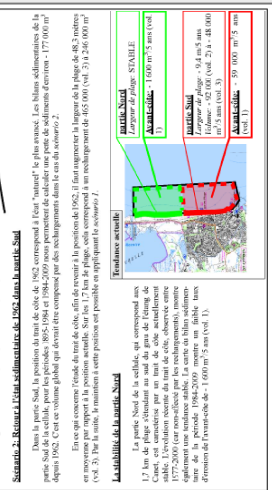 Scénario 2: Retour à l'état sédimentaire de 1962 dans la partie Sud
Dans la partie Sud, la position du trait de côte de 1962 correspond à l'état "naturel" le plus avancé. Les bilans sédimentaires de la
partie Sud de la cellule, pour les périodes 1895-1984 et 1984-2009 nous permettent de calculer une perte de sédiments d'environ - 177 000 m³
depuis 1962. C'est ce volume global qui devrait être compensé par des rechargements dans le cas du scénario 2.
En ce qui concerne l'étude du trait de côte, afin de revenir à la position de 1962, il faut augmenter la largeur de la plage de 48,3 mètres
en moyenne par rapport à la position actuelle. Sur les 1,7 km de plage, cela correspond à un rechargement de 465 000 (vol. 2) à 246 000 m³
(vol. 3). Par la suite, le maintien à cette position est possible en appliquant le scénario 1.
La stabilité de la partie Nord
La partie Nord de la cellule, qui correspond aux
1,7 km de plage s'étendant au sud du grau de l'étang de
Canet, est caractérisée par un trait de côte actuellement
stable. L'évolution récente du trait de côte, observée entre
1977-2000 (car non-affecté par les rechargements), montre
également une tendance stable. La carte du bilan sédimen-
taire de la période 1984-2009 montre un faible taux
d'érosion de l'avant-côte de - 1 600 m³/5 ans (vol. 1).
Tendance actuelle
partie Nord
Largeur de plage STABLE
Avant-côte: - 1 600 m³/5 ans (vol.
1)
partie Sud
Largeur de plage - 9,4 m/5 ans
Volume: - 92 000 (vol. 2) à - 48 000
m³/5 ans (vol. 3)
Avant-côte: - 59 000 m³/5 ans
(vol. 1)